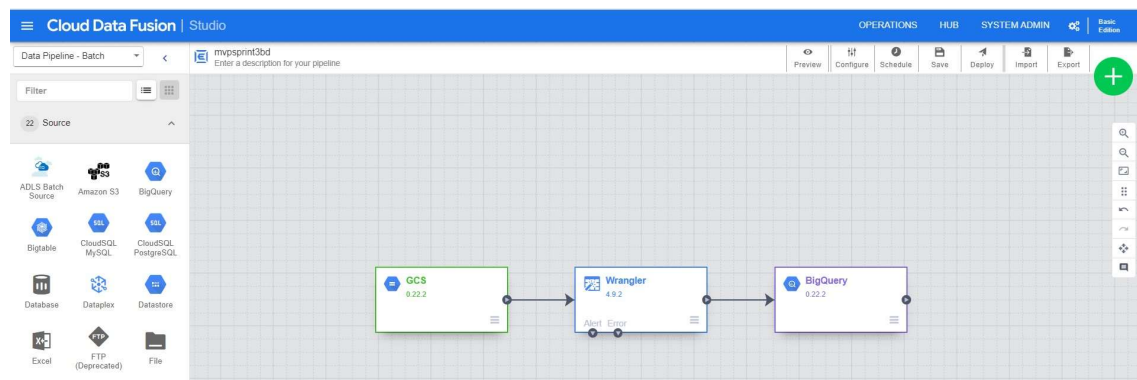 Cloud Data Fusion | Studio
OPERATIONS HUB SYSTEM ADMIN Basic Edition
Data Pipeline - Batch
mvpsprint3bd
Enter a description for your pipeline
Preview Configure Schedule Save Deploy Import Export
Filter
22 Source
ADLS Batch Source
Amazon S3
BigQuery
Bigtable
CloudSQL MySQL
CloudSQL PostgreSQL
Database
Dataplex
Datastore
Excel
FTP (Deprecated)
File
GCS
0.22.2
Wrangler
4.9.2
Alert Error
BigQuery
0.22.2